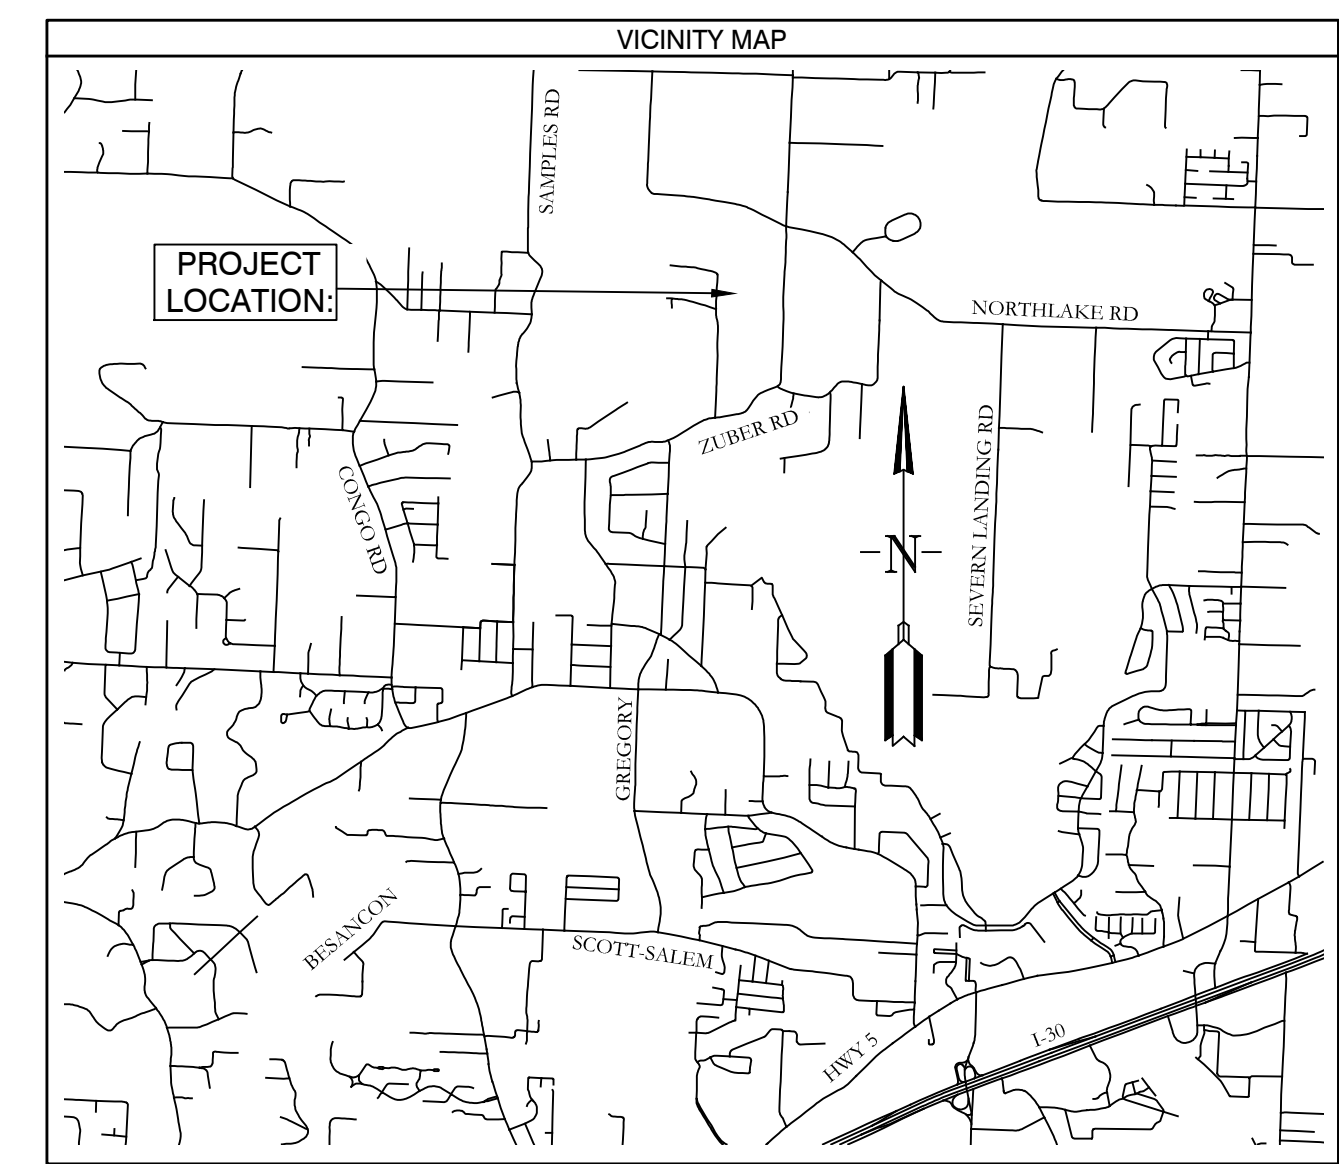 VICINITY MAP
SAMPLES RD
PROJECT
LOCATION:
NORTHLAKE RD
ZUBER RD
CONGO RD
SEVERN LANDING RD
N
GREGORY
BESANCON
SCOTT-SALEM
HWY 5
I-30